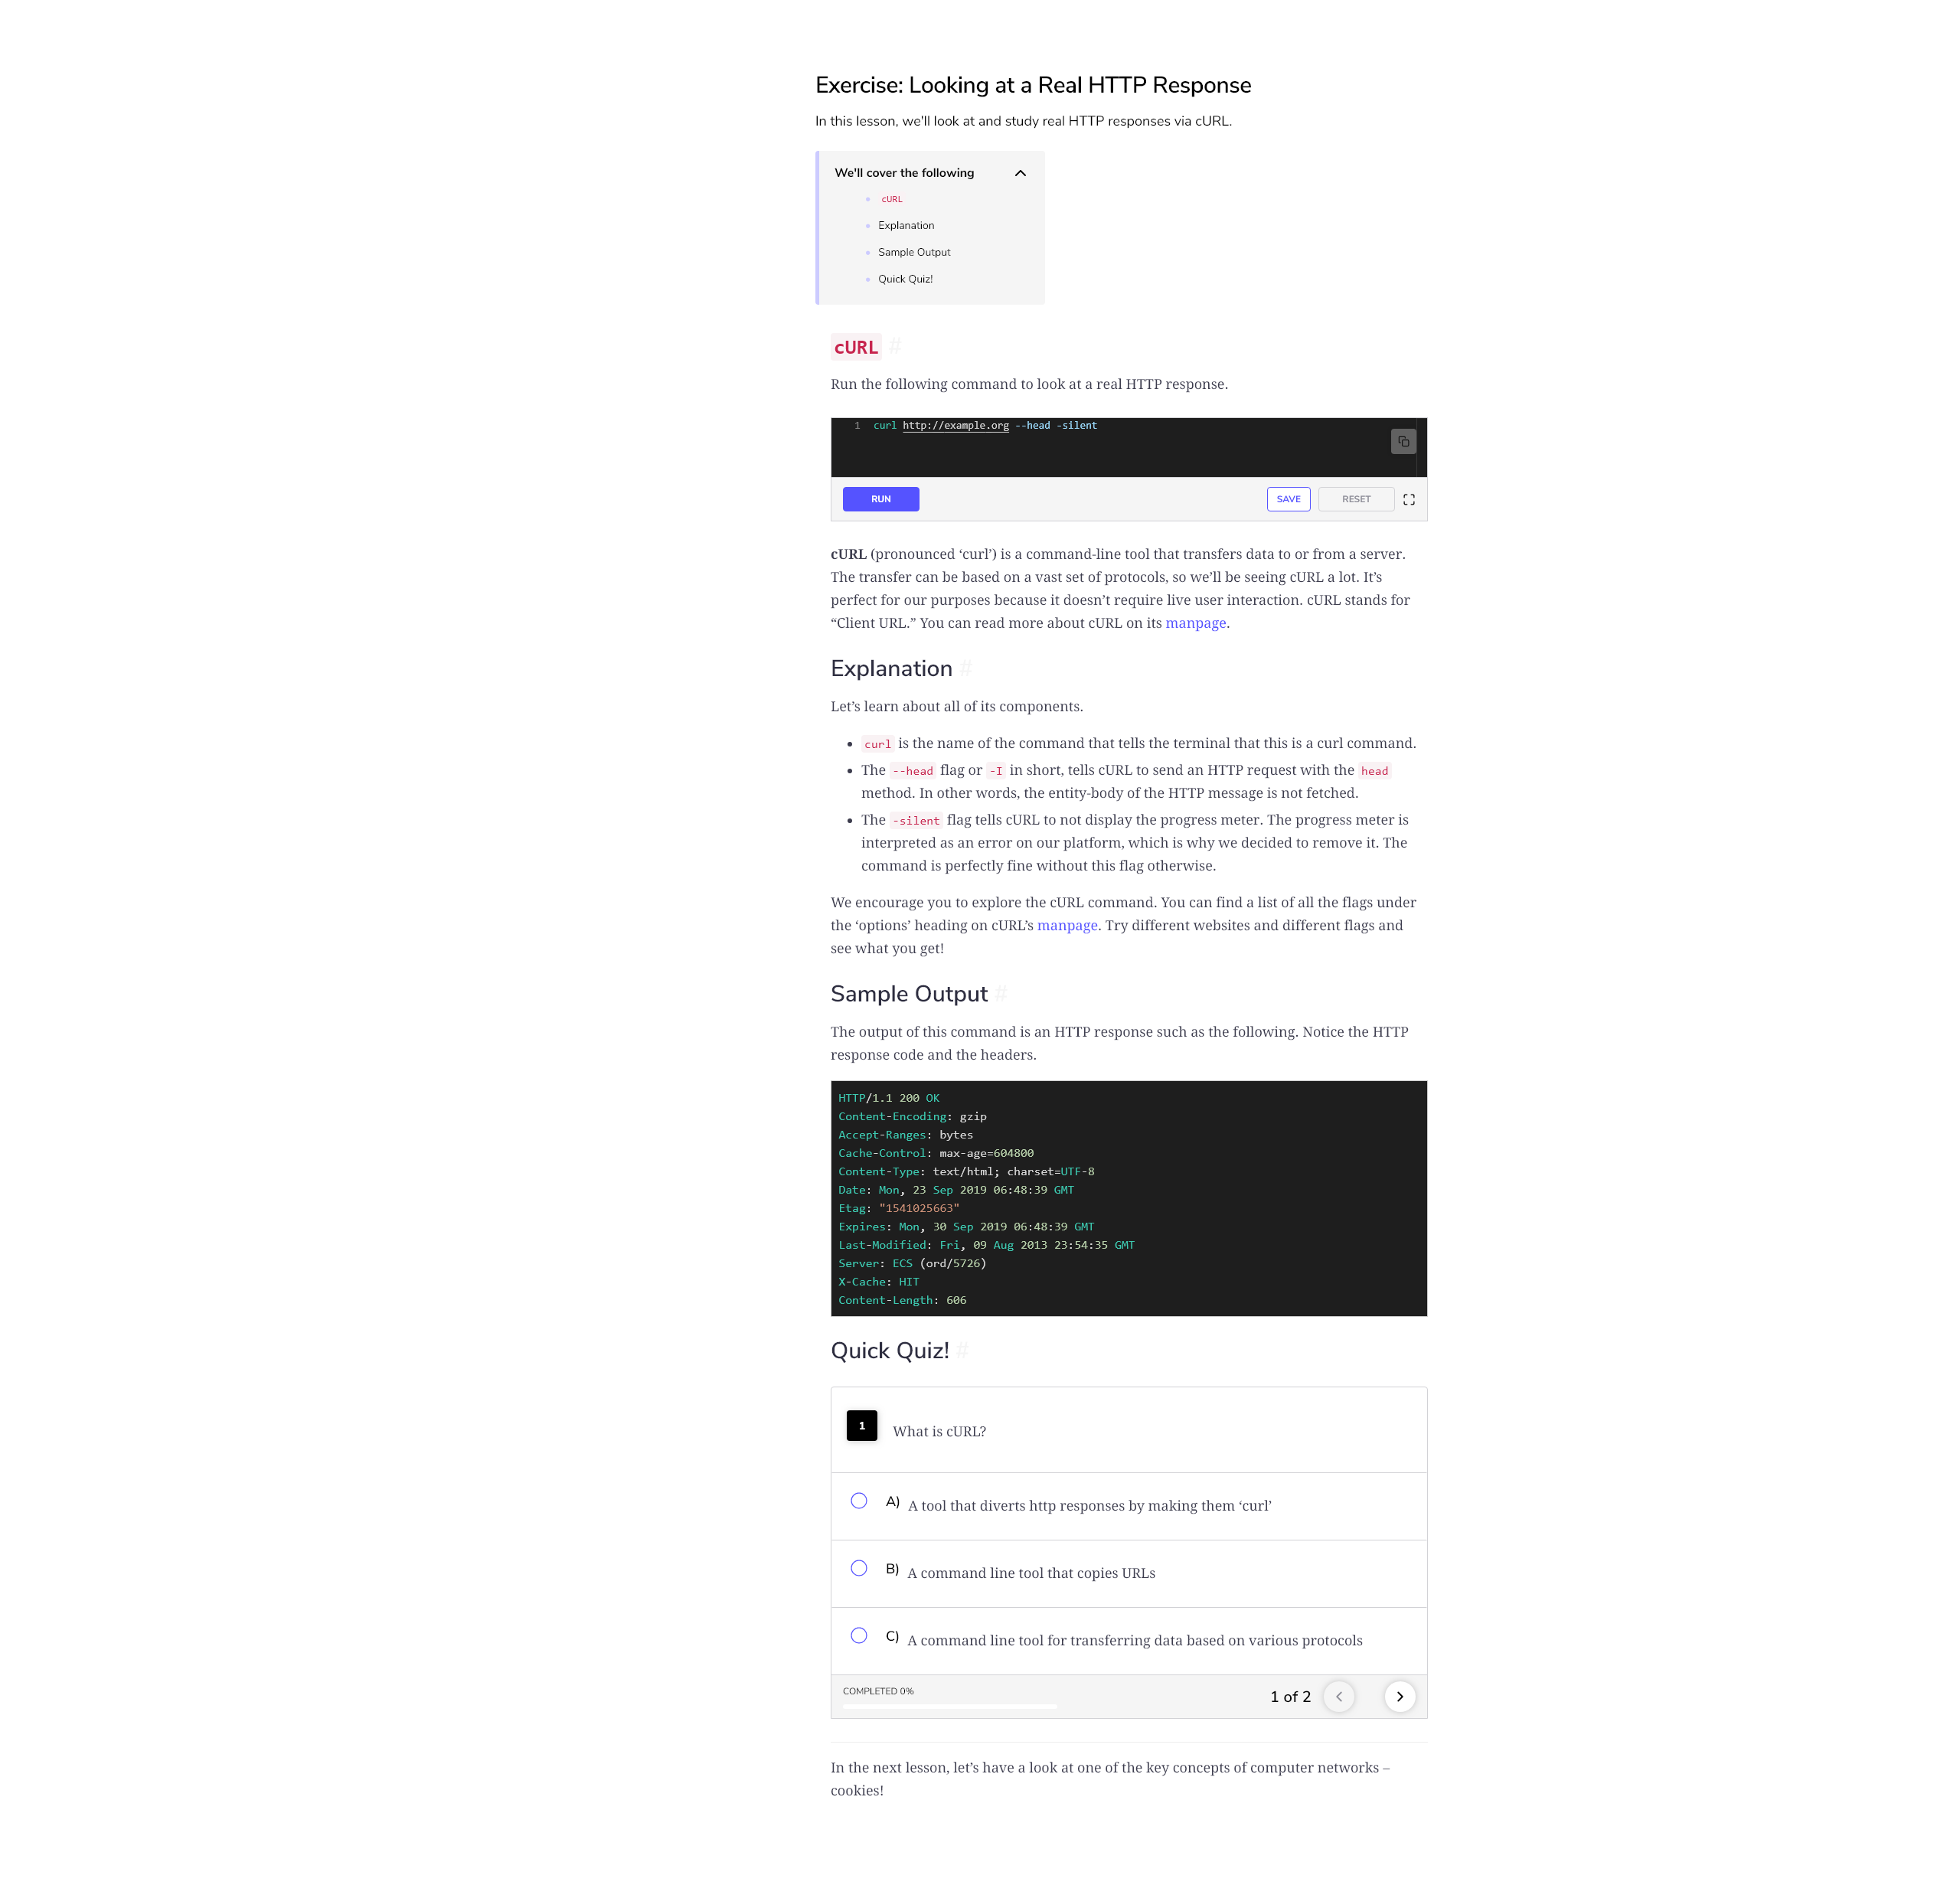 Exercise: Looking at a Real HTTP Response
In this lesson, we'll look at and study real HTTP responses via cURL.
We'll cover the following
cURL
Explanation
Sample Output
Quick Quiz!
cURL #
Run the following command to look at a real HTTP response.
1 curl http://example.org --head -silent
RUN SAVE RESET
cURL (pronounced ‘curl’) is a command-line tool that transfers data to or from a server.
The transfer can be based on a vast set of protocols, so we’ll be seeing cURL a lot. It’s
perfect for our purposes because it doesn’t require live user interaction. cURL stands for
“Client URL.” You can read more about cURL on its manpage.
Explanation #
Let’s learn about all of its components.
• curl is the name of the command that tells the terminal that this is a curl command.
• The --head flag or -I in short, tells cURL to send an HTTP request with the head
method. In other words, the entity-body of the HTTP message is not fetched.
• The -silent flag tells cURL to not display the progress meter. The progress meter is
interpreted as an error on our platform, which is why we decided to remove it. The
command is perfectly fine without this flag otherwise.
We encourage you to explore the cURL command. You can find a list of all the flags under
the ‘options’ heading on cURL’s manpage. Try different websites and different flags and
see what you get!
Sample Output #
The output of this command is an HTTP response such as the following. Notice the HTTP
response code and the headers.
HTTP/1.1 200 OK
Content-Encoding: gzip
Accept-Ranges: bytes
Cache-Control: max-age=604800
Content-Type: text/html; charset=UTF-8
Date: Mon, 23 Sep 2019 06:48:39 GMT
Etag: "1541025663"
Expires: Mon, 30 Sep 2019 06:48:39 GMT
Last-Modified: Fri, 09 Aug 2013 23:54:35 GMT
Server: ECS (ord/5726)
X-Cache: HIT
Content-Length: 606
Quick Quiz! #
1 What is cURL?
A) A tool that diverts http responses by making them ‘curl’
B) A command line tool that copies URLs
C) A command line tool for transferring data based on various protocols
COMPLETED 0% 1 of 2
In the next lesson, let’s have a look at one of the key concepts of computer networks –
cookies!